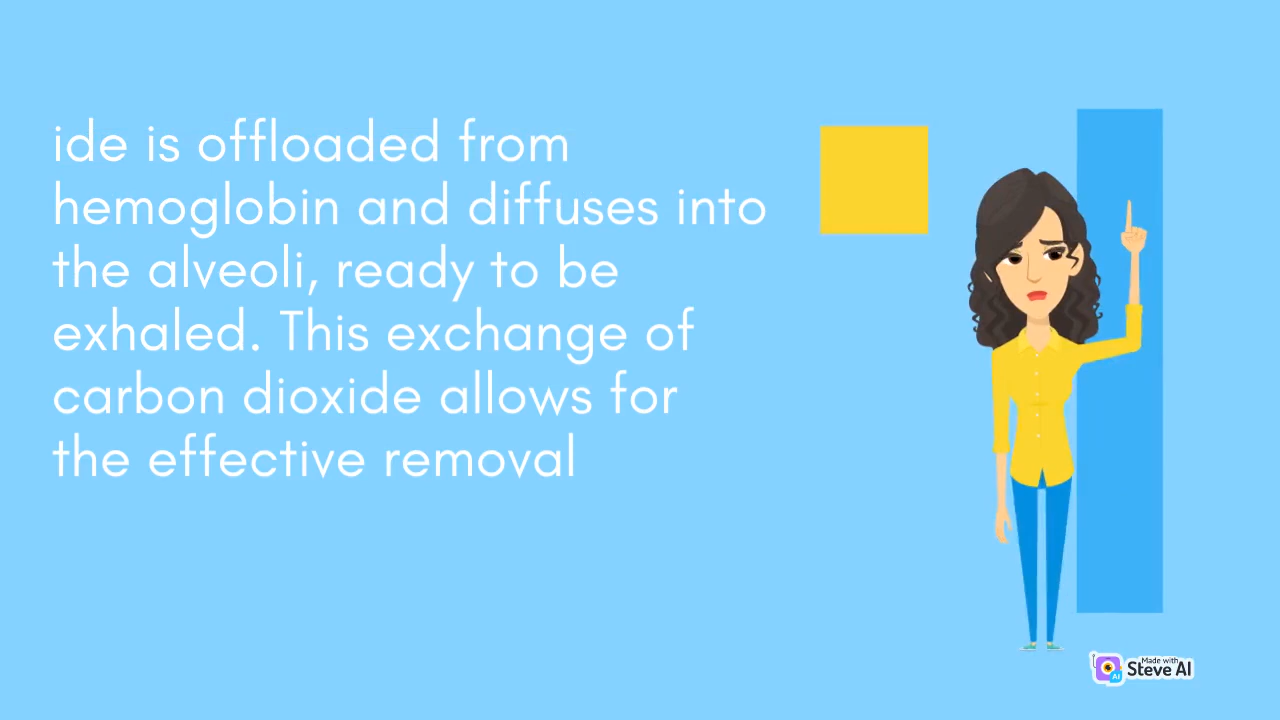 ide is offloaded from
hemoglobin and diffuses into
the alveoli, ready to be
exhaled. This exchange of
carbon dioxide allows for
the effective removal
Made with
Steve AI
AI